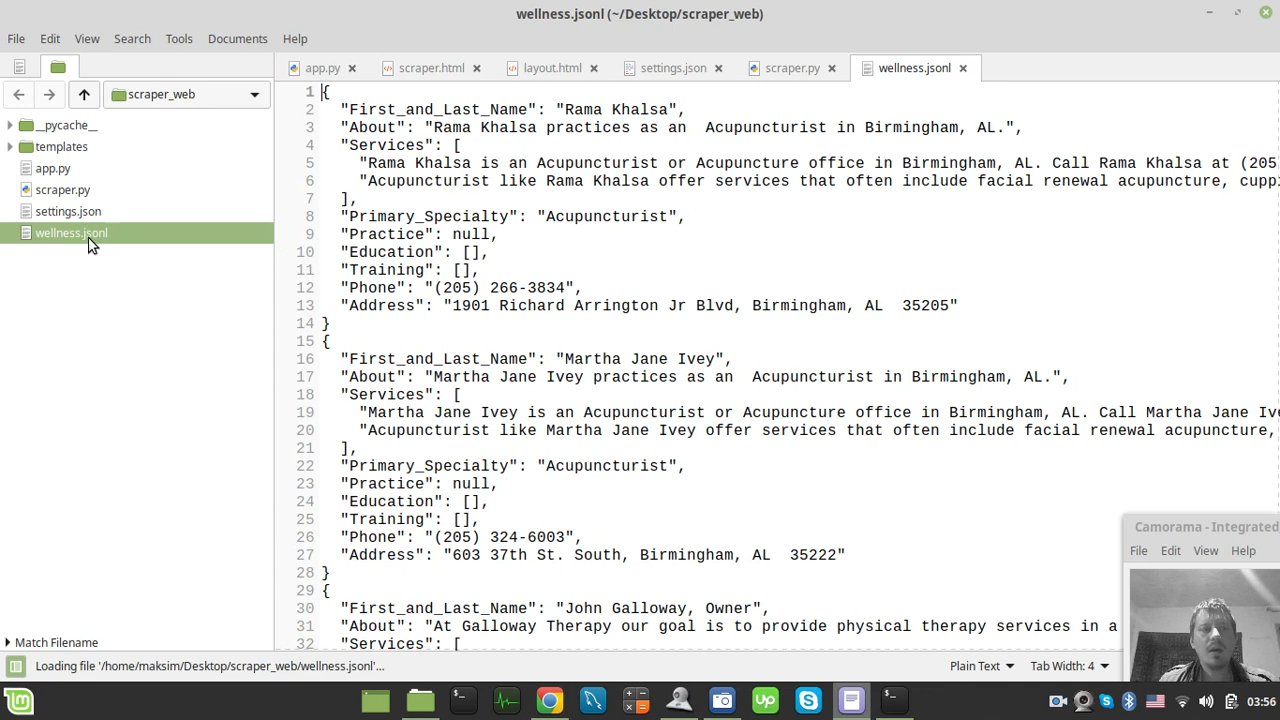 wellness.jsonl (~/Desktop/scraper_web)
File Edit View Search Tools Documents Help
app.py scraper.html layout.html settings.json scraper.py wellness.jsonl
scraper_web
__pycache__
templates
app.py
scraper.py
settings.json
wellness.jsonl
1 {
2 "First_and_Last_Name": "Rama Khalsa",
3 "About": "Rama Khalsa practices as an  Acupuncturist in Birmingham, AL.",
4 "Services": [
5 "Rama Khalsa is an Acupuncturist or Acupuncture office in Birmingham, AL. Call Rama Khalsa at (205
6 "Acupuncturist like Rama Khalsa offer services that often include facial renewal acupuncture,
7 ],
8 "Primary_Specialty": "Acupuncturist",
9 "Practice": null,
10 "Education": [],
11 "Training": [],
12 "Phone": "(205) 266-3834",
13 "Address": "1901 Richard Arrington Jr Blvd, Birmingham, AL  35205"
14 }
15 {
16 "First_and_Last_Name": "Martha Jane Ivey",
17 "About": "Martha Jane Ivey practices as an  Acupuncturist in Birmingham, AL.",
18 "Services": [
19 "Martha Jane Ivey is an Acupuncturist or Acupuncture office in Birmingham, AL. Call Martha Jane
20 "Acupuncturist like Martha Jane Ivey offer services that often include facial renewal acupuncture,
21 ],
22 "Primary_Specialty": "Acupuncturist",
23 "Practice": null,
24 "Education": [],
25 "Training": [],
26 "Phone": "(205) 324-6003",
27 "Address": "603 37th St. South, Birmingham, AL  35222"
28 }
29 {
30 "First_and_Last_Name": "John Galloway, Owner",
31 "About": "At Galloway Therapy our goal is to provide physical therapy services in a
32 "Services": [
Camorama - Integrated
File Edit View Help
Match Filename
Loading file '/home/maksim/Desktop/scraper_web/wellness.jsonl'...
Plain Text Tab Width: 4
Up
03:56